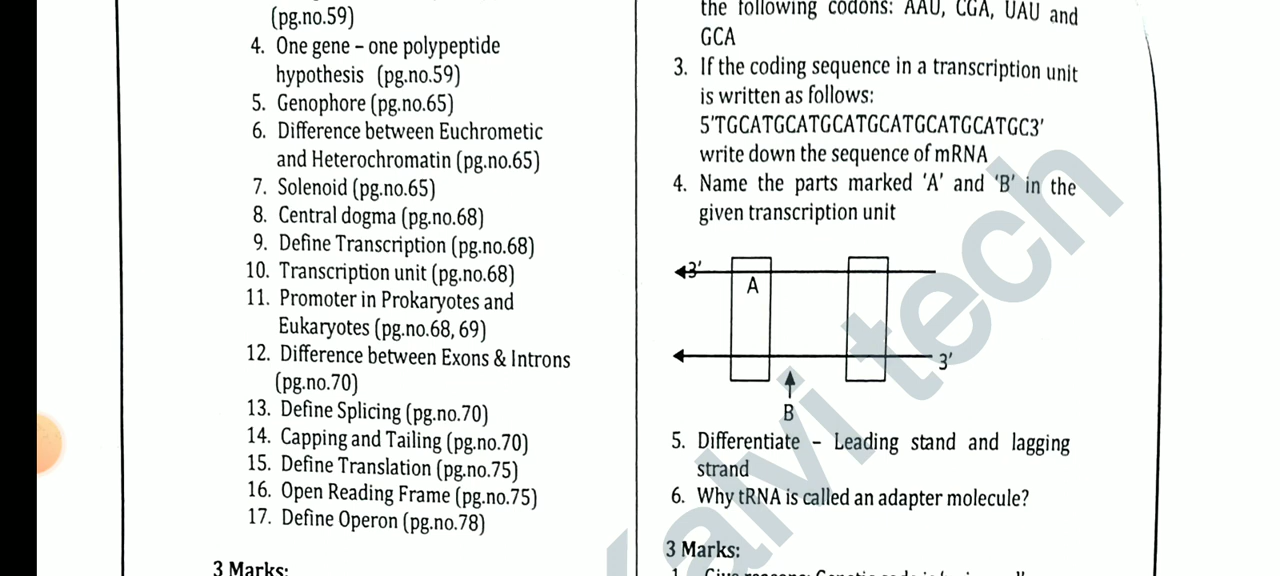 (pg.no.59)
4. One gene – one polypeptide
hypothesis (pg.no.59)
5. Genophore (pg.no.65)
6. Difference between Euchrometic
and Heterochromatin (pg.no.65)
7. Solenoid (pg.no.65)
8. Central dogma (pg.no.68)
9. Define Transcription (pg.no.68)
10. Transcription unit (pg.no.68)
11. Promoter in Prokaryotes and
Eukaryotes (pg.no.68, 69)
12. Difference between Exons & Introns
(pg.no.70)
13. Define Splicing (pg.no.70)
14. Capping and Tailing (pg.no.70)
15. Define Translation (pg.no.75)
16. Open Reading Frame (pg.no.75)
17. Define Operon (pg.no.78)
3 Marks:
the following codons: AAU, CGA, UAU and
GCA
3. If the coding sequence in a transcription unit
is written as follows:
5'TGCATGCATGCATGCATGCATGCATGC3'
write down the sequence of mRNA
4. Name the parts marked 'A' and 'B' in the
given transcription unit
3'
A
3'
B
5. Differentiate – Leading stand and lagging
strand
6. Why tRNA is called an adapter molecule?
3 Marks:
Kalvi tech